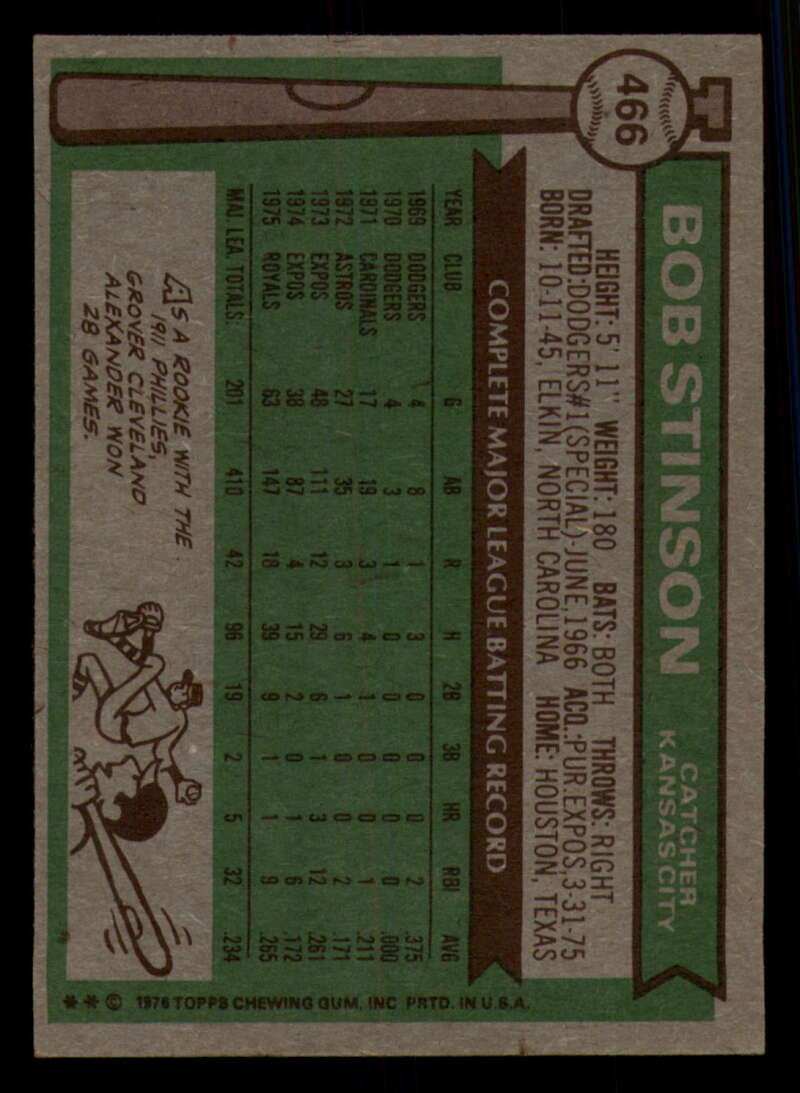 466
BOB STINSON
CATCHER
KANSAS CITY
HEIGHT: 5' 11" WEIGHT: 180 BATS: BOTH THROWS: RIGHT
DRAFTED: DODGERS#1(SPECIAL)-JUNE,1966 ACQ.:PUR.EXPOS,3-31-75
BORN: 10-11-45, ELKIN, NORTH CAROLINA HOME: HOUSTON, TEXAS
COMPLETE MAJOR LEAGUE BATTING RECORD
YEAR CLUB G AB R H 2B 3B HR RBI AVG
1969 DODGERS 4 8 1 3 0 0 0 2 .375
1970 DODGERS 4 3 1 0 0 0 0 0 .000
1971 CARDINALS 17 19 3 4 1 0 0 1 .211
1972 ASTROS 27 35 3 6 1 0 0 2 .171
1973 EXPOS 48 111 12 29 6 1 3 12 .261
1974 EXPOS 38 87 4 15 2 0 1 6 .172
1975 ROYALS 63 147 18 39 9 1 1 9 .265
MAJ. LEA. TOTALS: 201 410 42 96 19 2 5 32 .234
AS A ROOKIE WITH THE
1911 PHILLIES,
GROVER CLEVELAND
ALEXANDER WON
28 GAMES.
** © 1976 TOPPS CHEWING GUM, INC PRTD. IN U.S.A.